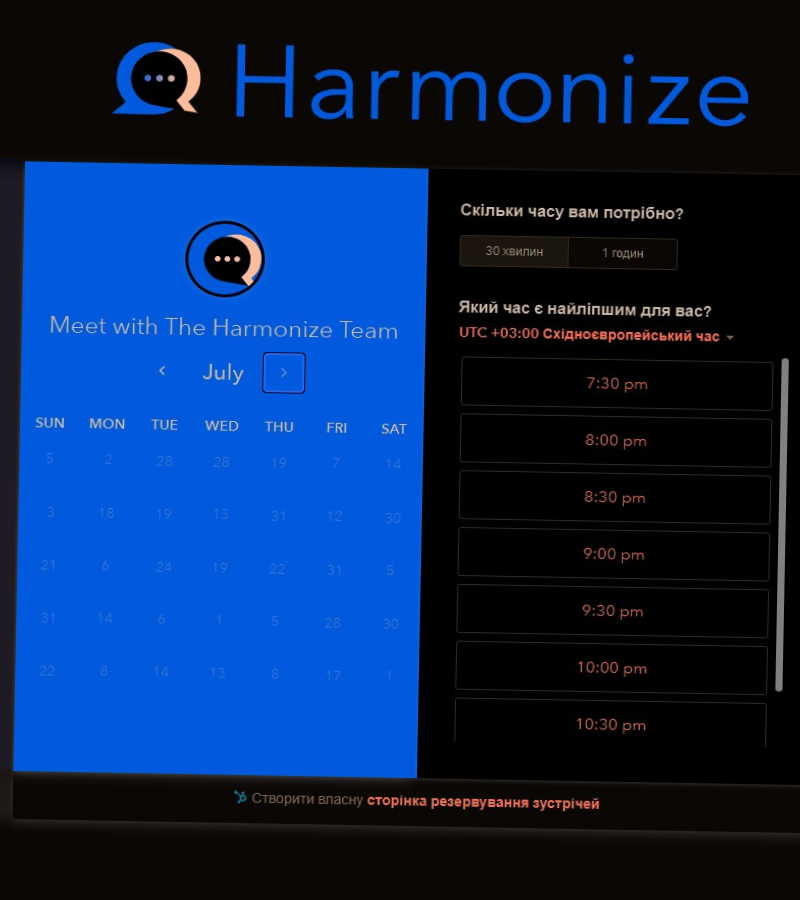 Harmonize
Meet with The Harmonize Team
July
SUN MON TUE WED THU FRI SAT
5 2 28 28 19 7 14
3 18 19 13 31 12 30
21 6 24 19 22 31 5
31 14 6 1 5 28 30
22 8 14 13 8 17 1
Скільки часу вам потрібно?
30 хвилин 1 годин
Який час є найліпшим для вас?
UTC +03:00 Східноєвропейський час
7:30 pm
8:00 pm
8:30 pm
9:00 pm
9:30 pm
10:00 pm
10:30 pm
Створити власну сторінка резервування зустрічей